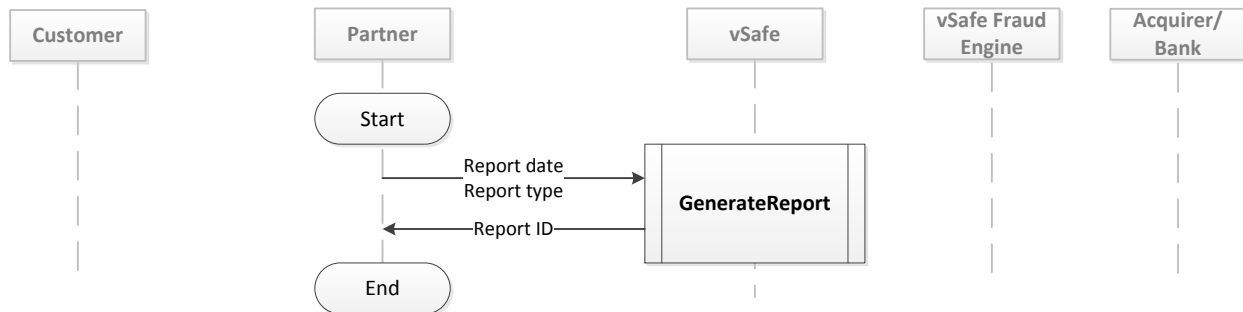 Customer
Partner
vSafe
vSafe Fraud
Engine
Acquirer/
Bank
Start
Report date
Report type
GenerateReport
Report ID
End